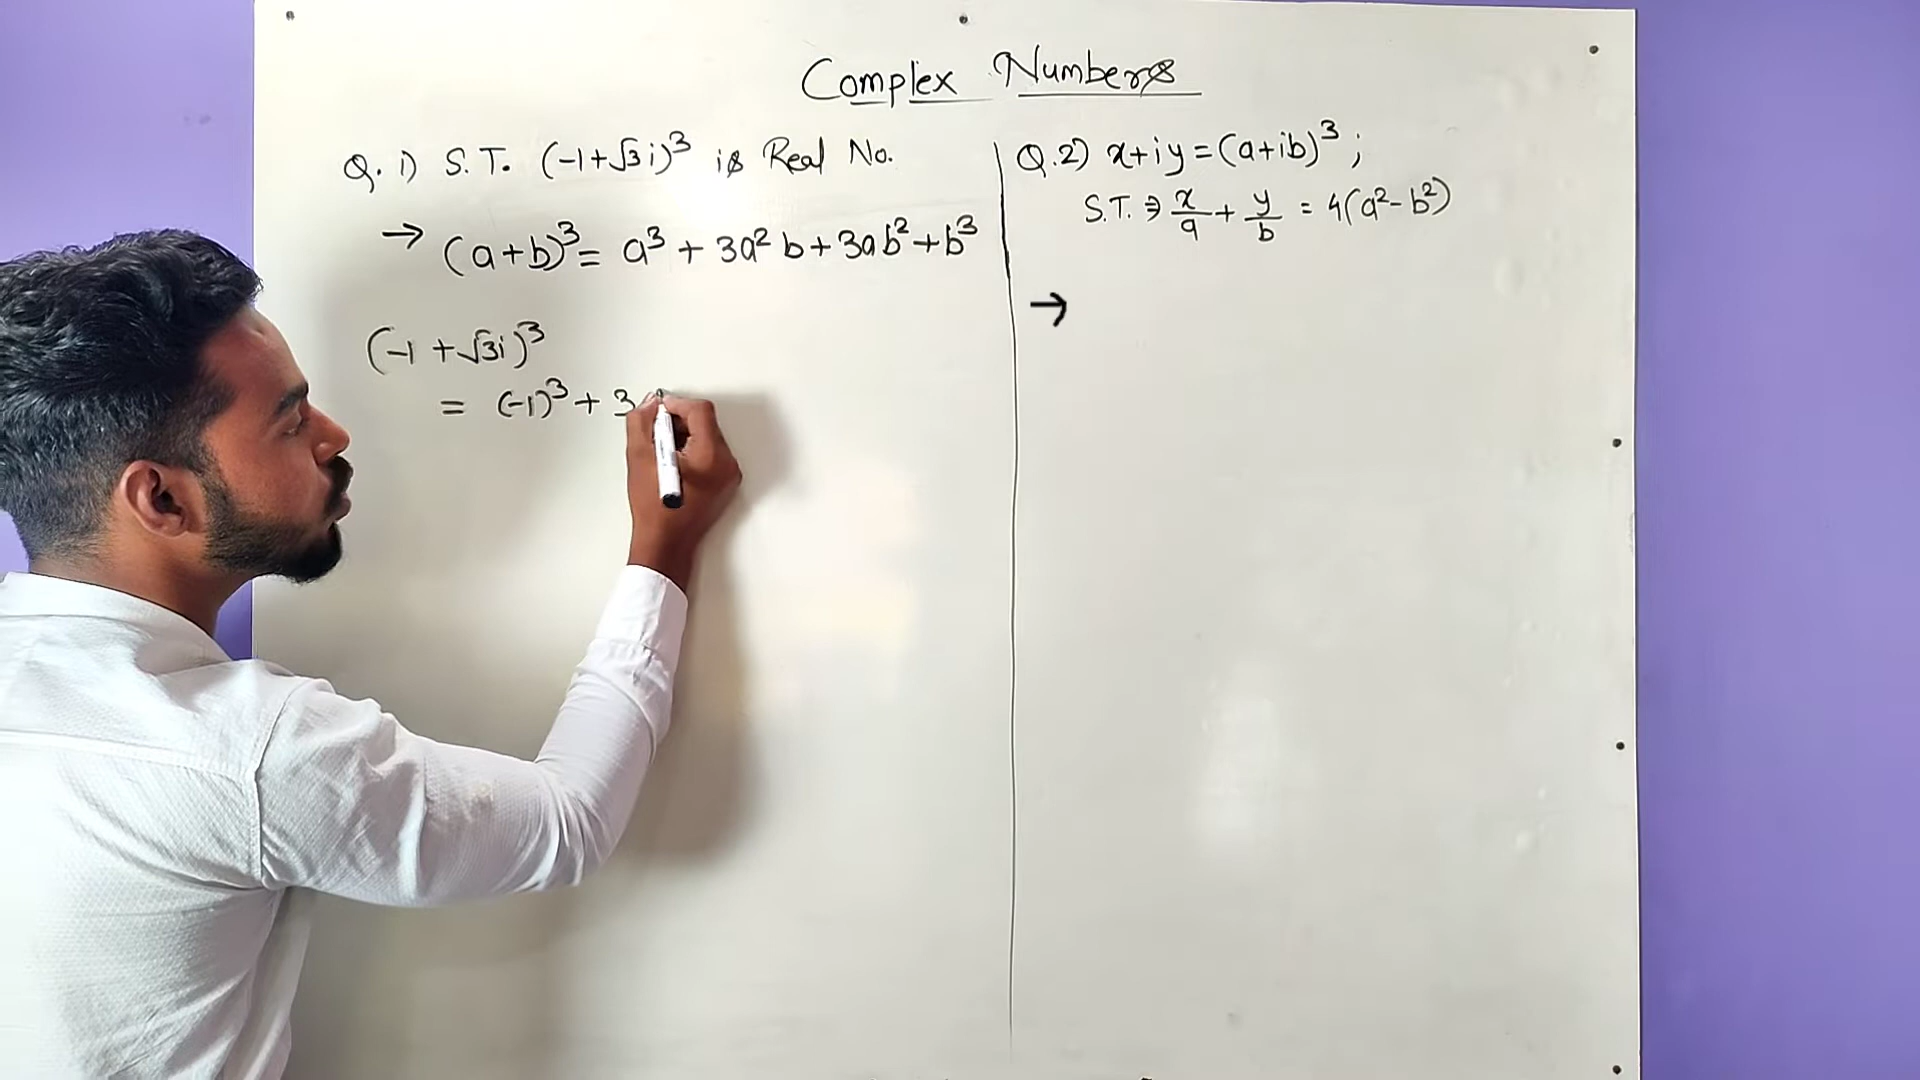 Complex Numbers
Q. 1) S.T. (-1+√3i)³ is Real No.
→ (a+b)³ = a³ + 3a²b + 3ab² + b³
(-1 + √3i)³
= (-1)³ + 3
Q.2) x+iy = (a+ib)³ ;
S.T. ∋ x/a + y/b = 4(a² - b²)
→